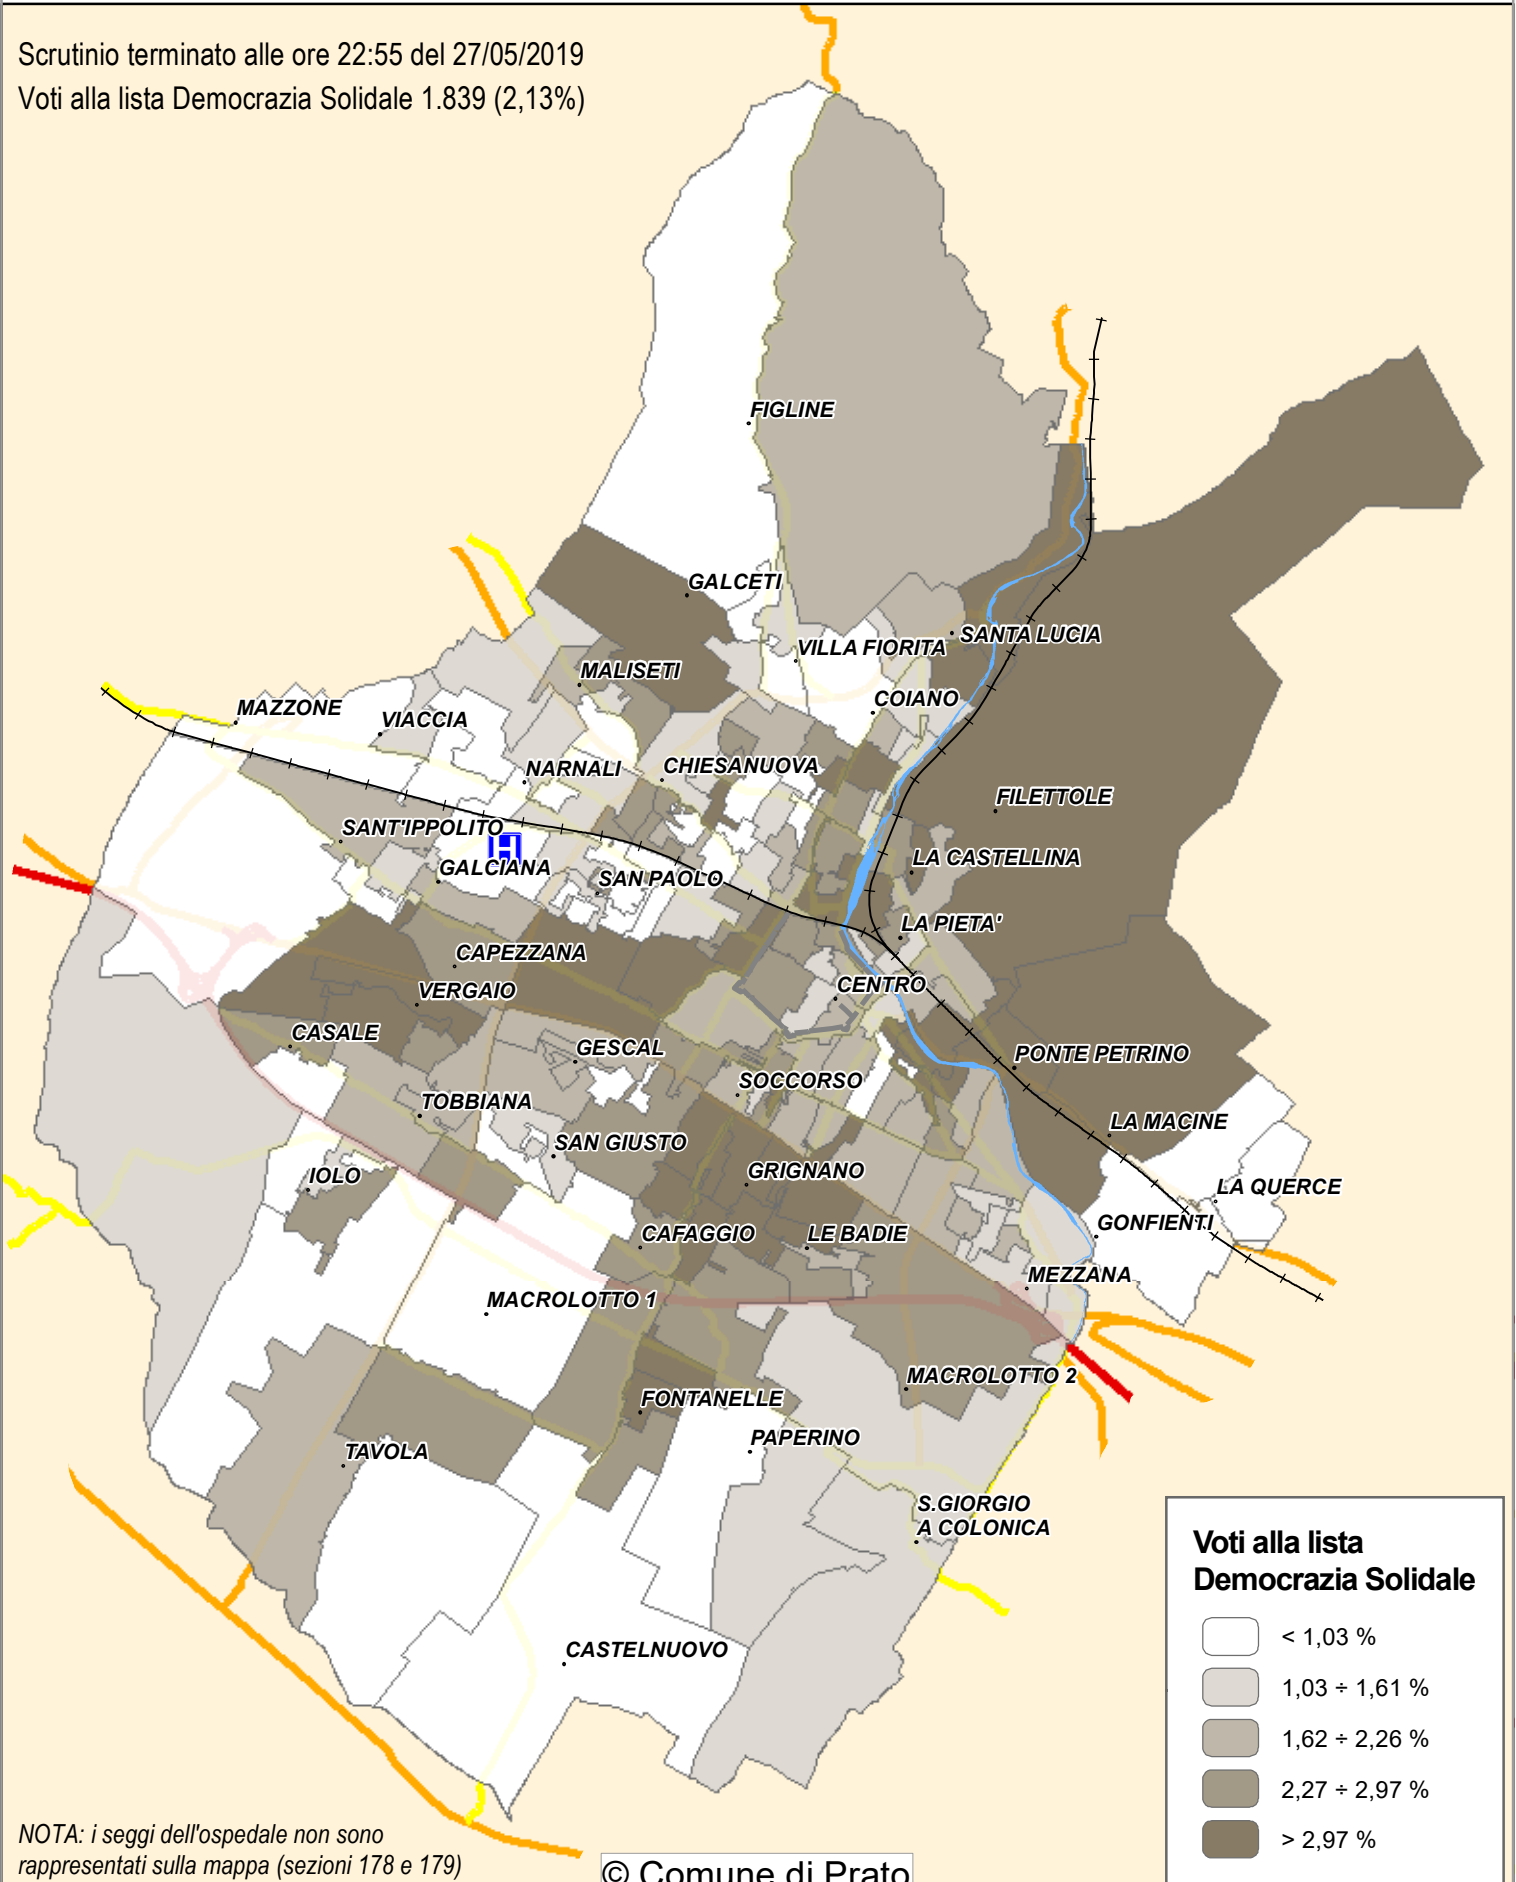 Scrutinio terminato alle ore 22:55 del 27/05/2019
Voti alla lista Democrazia Solidale 1.839 (2,13%)
FIGLINE
GALCETI
VILLA FIORITA
SANTA LUCIA
MALISETI
COIANO
MAZZONE
VIACCIA
NARNALI
CHIESANUOVA
FILETTOLE
SANT'IPPOLITO
H
GALCIANA
SAN PAOLO
LA CASTELLINA
LA PIETA'
CAPEZZANA
VERGAIO
CENTRO
CASALE
GESCAL
PONTE PETRINO
SOCCORSO
TOBBIANA
LA MACINE
SAN GIUSTO
IOLO
GRIGNANO
LA QUERCE
CAFAGGIO
LE BADIE
GONFIENTI
MEZZANA
MACROLOTTO 1
MACROLOTTO 2
FONTANELLE
TAVOLA
PAPERINO
S.GIORGIO
A COLONICA
CASTELNUOVO
Voti alla lista
Democrazia Solidale
< 1,03 %
1,03 ÷ 1,61 %
1,62 ÷ 2,26 %
2,27 ÷ 2,97 %
> 2,97 %
NOTA: i seggi dell'ospedale non sono
rappresentati sulla mappa (sezioni 178 e 179)
© Comune di Prato